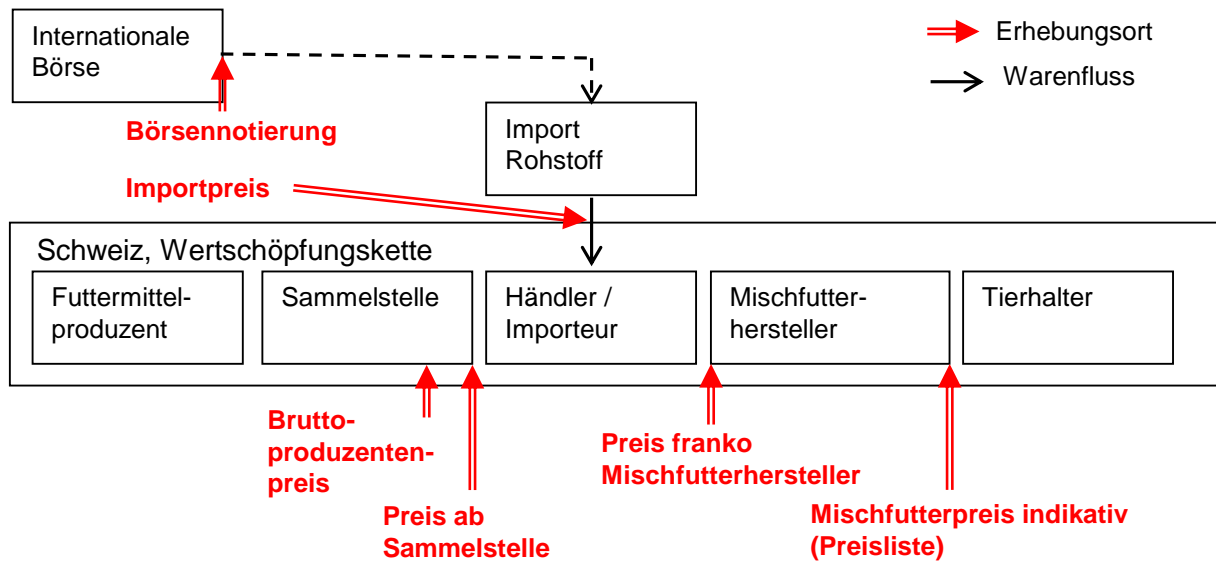 Internationale
Börse
Erhebungsort
Warenfluss
Börsennotierung
Import
Rohstoff
Importpreis
Schweiz, Wertschöpfungskette
Futtermittel-
produzent
Sammelstelle
Händler /
Importeur
Mischfutter-
hersteller
Tierhalter
Brutto-
produzenten-
preis
Preis ab
Sammelstelle
Preis franko
Mischfutterhersteller
Mischfutterpreis indikativ
(Preisliste)